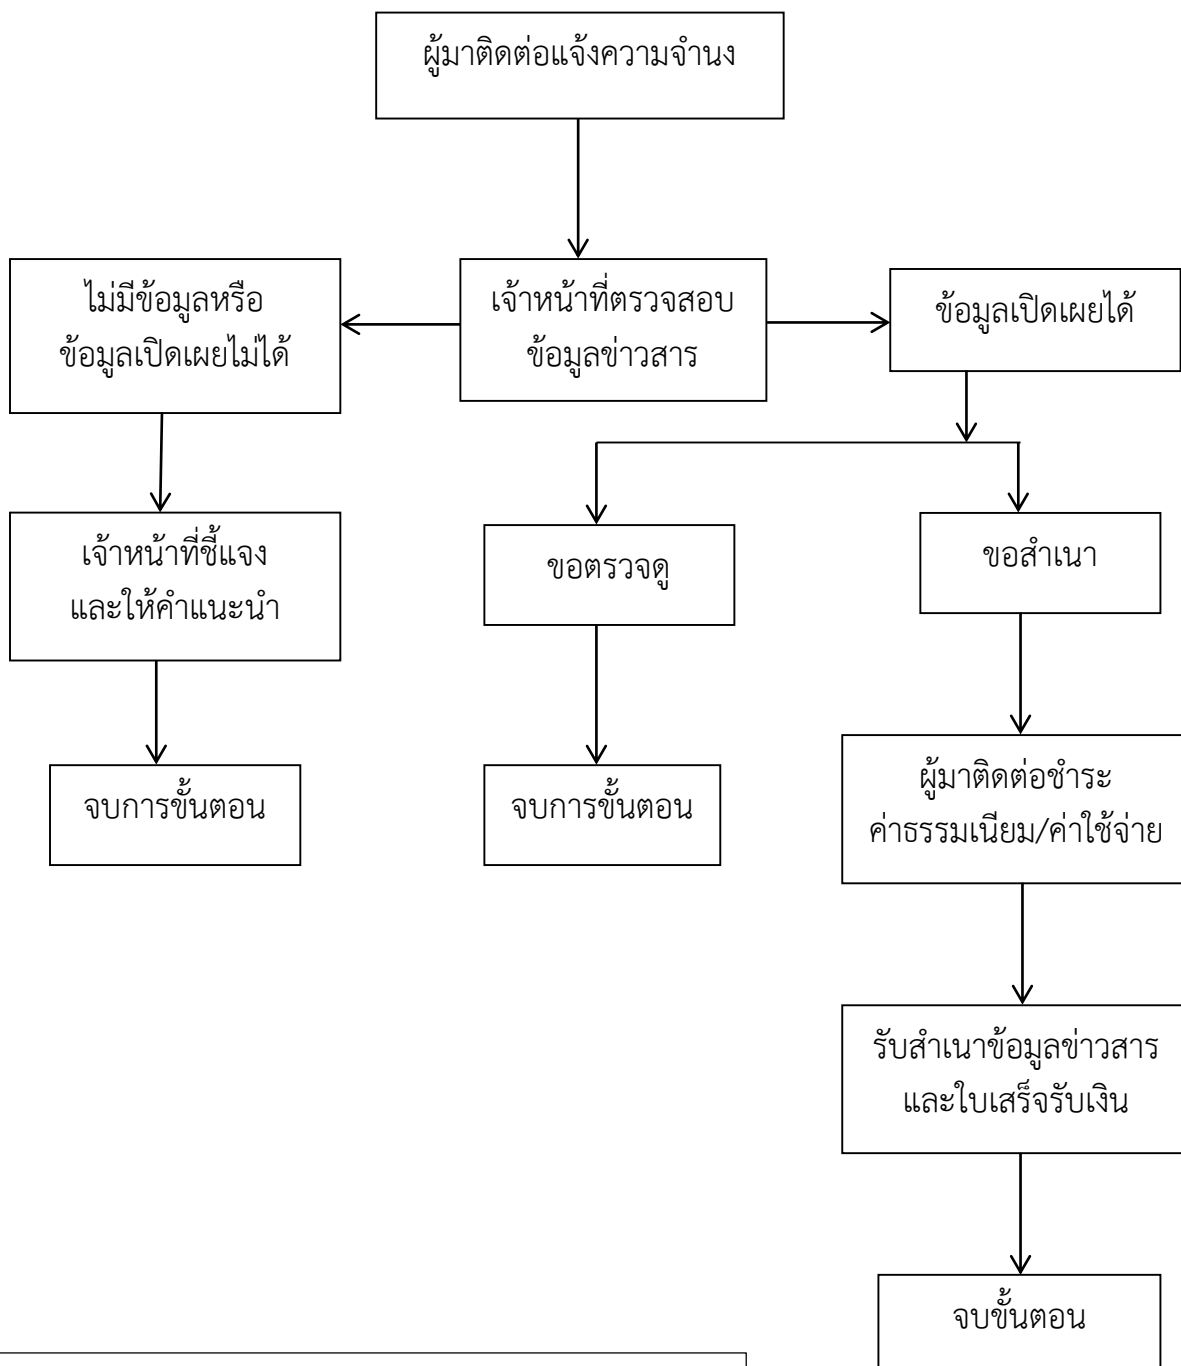 ผู้มาติดต่อแจ้งความจำนง
ไม่มีข้อมูลหรือ
ข้อมูลเปิดเผยไม่ได้
เจ้าหน้าที่ตรวจสอบ
ข้อมูลข่าวสาร
ข้อมูลเปิดเผยได้
เจ้าหน้าที่ชี้แจง
และให้คำแนะนำ
ขอตรวจดู
ขอสำเนา
จบการขั้นตอน
จบการขั้นตอน
ผู้มาติดต่อชำระ
ค่าธรรมเนียม/ค่าใช้จ่าย
รับสำเนาข้อมูลข่าวสาร
และใบเสร็จรับเงิน
จบขั้นตอน